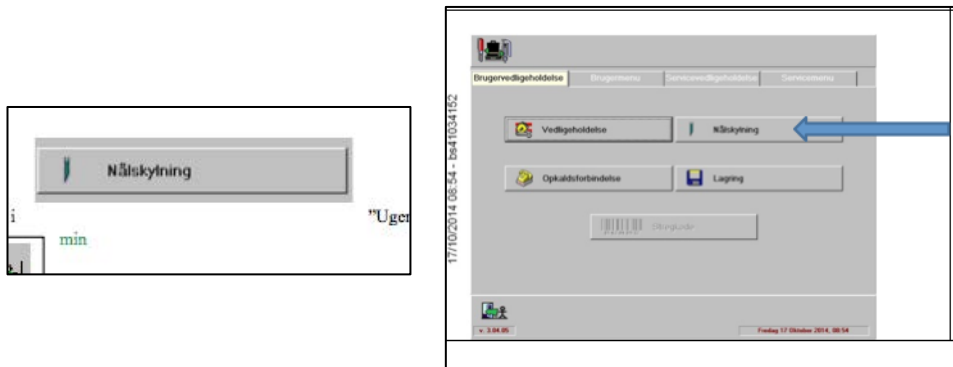 Nålskylning
i
"Uger
min
17/10/2014 08:54 - bs41034152
Brugervedligeholdelse Brugermenu Servicevedligeholdelse Servicemenu
Vedligeholdelse Nålskylning
Opkaldsforbindelse Lagring
Stregkode
v. 3.04.05 Fredag 17 Oktober 2014, 08:54